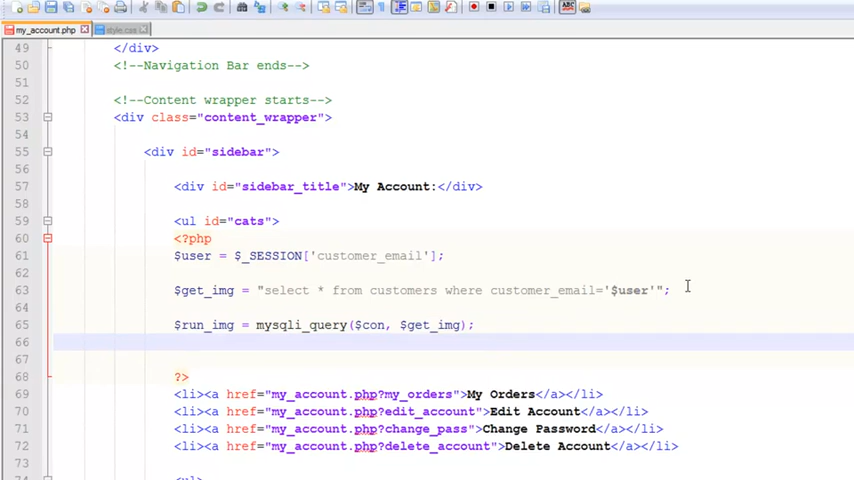 my_account.php
style.css
49 </div>
50 <!--Navigation Bar ends-->
51
52 <!--Content wrapper starts-->
53 <div class="content_wrapper">
54
55 <div id="sidebar">
56
57 <div id="sidebar_title">My Account:</div>
58
59 <ul id="cats">
60 <?php
61 $user = $_SESSION['customer_email'];
62
63 $get_img = "select * from customers where customer_email='$user'";
64
65 $run_img = mysqli_query($con, $get_img);
66
67
68 ?>
69 <li><a href="my_account.php?my_orders">My Orders</a></li>
70 <li><a href="my_account.php?edit_account">Edit Account</a></li>
71 <li><a href="my_account.php?change_pass">Change Password</a></li>
72 <li><a href="my_account.php?delete_account">Delete Account</a></li>
73